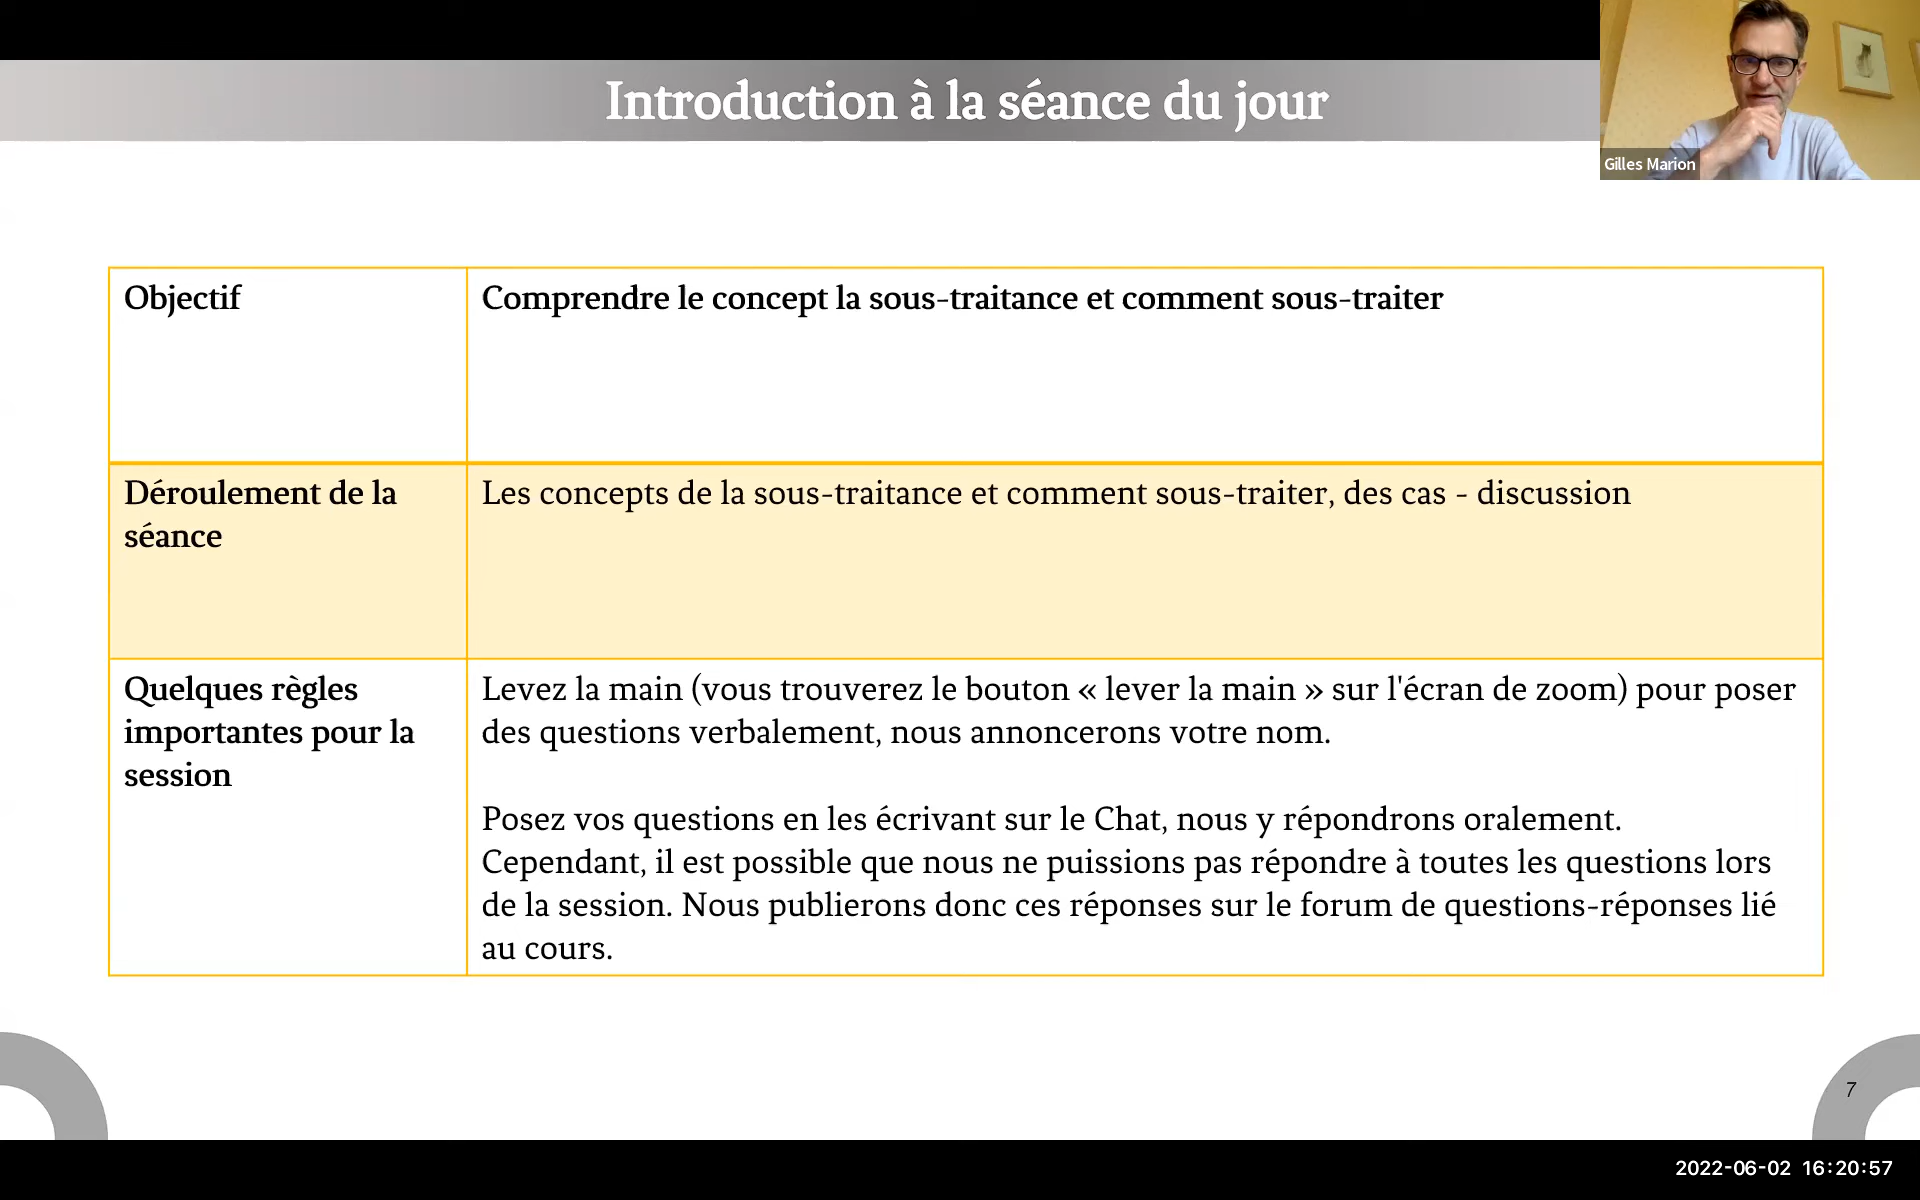 Introduction à la séance du jour
Gilles Marion
Objectif
Comprendre le concept la sous-traitance et comment sous-traiter
Déroulement de la
séance
Les concepts de la sous-traitance et comment sous-traiter, des cas - discussion
Quelques règles
importantes pour la
session
Levez la main (vous trouverez le bouton « lever la main » sur l'écran de zoom) pour poser
des questions verbalement, nous annoncerons votre nom.
Posez vos questions en les écrivant sur le Chat, nous y répondrons oralement.
Cependant, il est possible que nous ne puissions pas répondre à toutes les questions lors
de la session. Nous publierons donc ces réponses sur le forum de questions-réponses lié
au cours.
7
2022-06-02 16:20:57